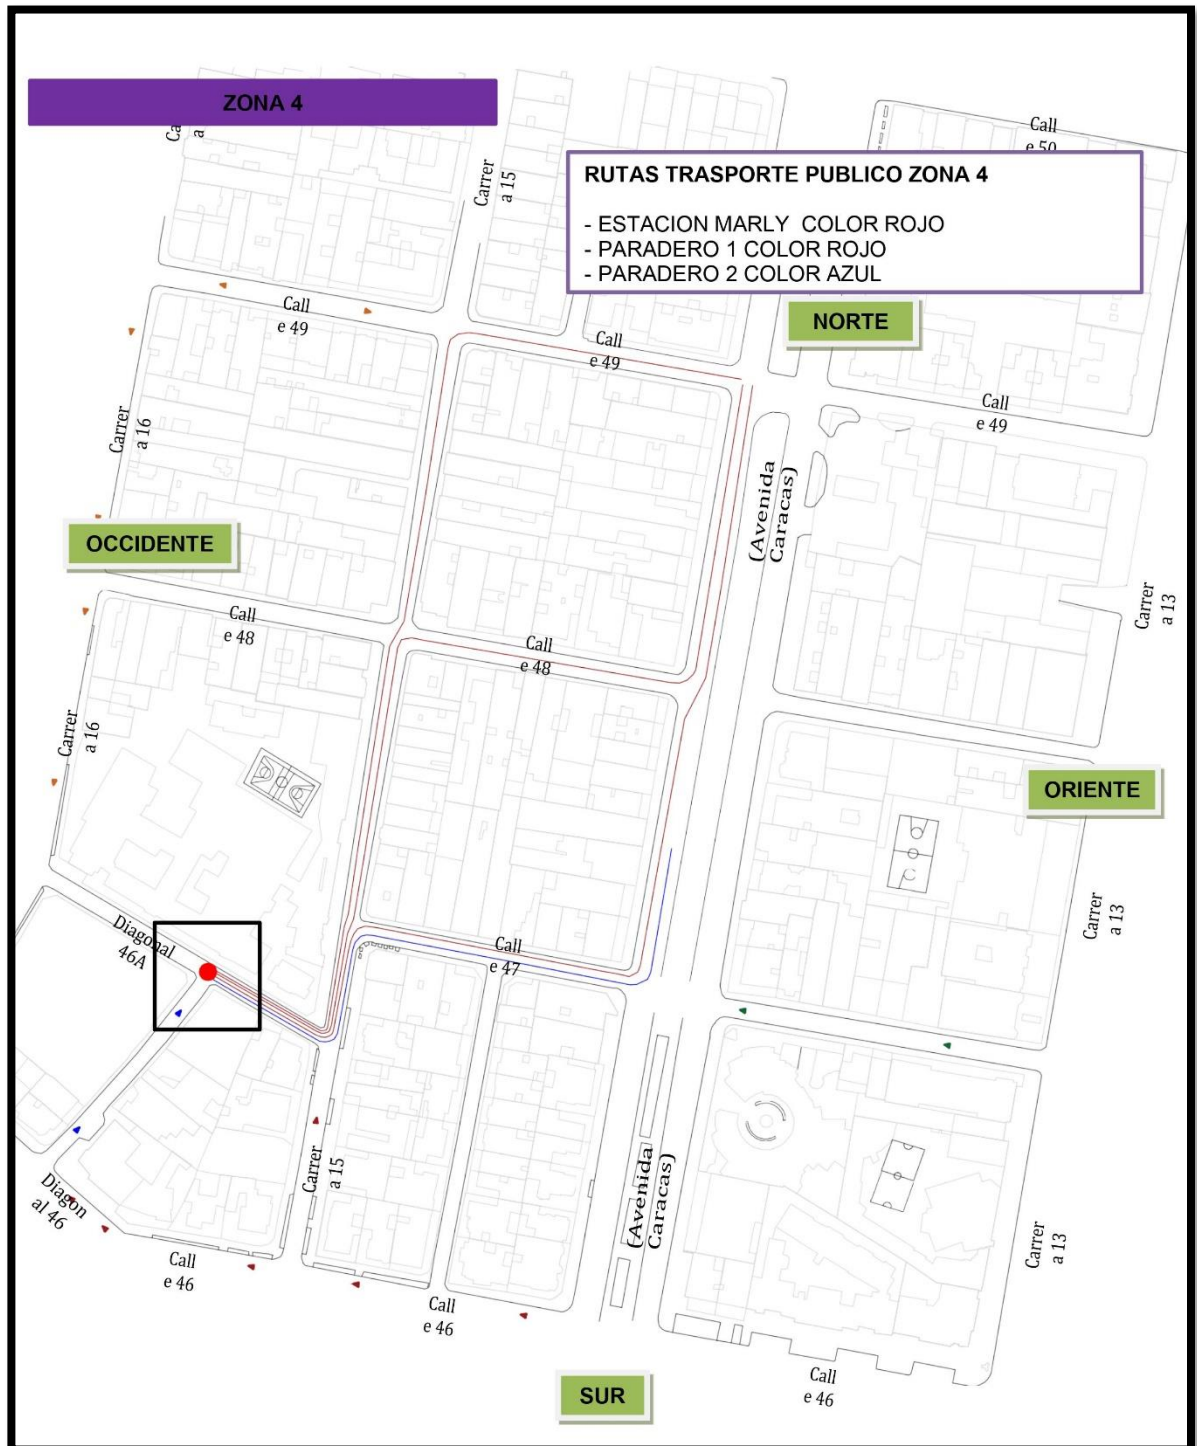 ZONA 4
Call
e 50
Ca
a
Carrer
a 15
RUTAS TRASPORTE PUBLICO ZONA 4
- ESTACION MARLY COLOR ROJO
- PARADERO 1 COLOR ROJO
- PARADERO 2 COLOR AZUL
Call
e 49
NORTE
Call
e 49
Call
e 49
Carrer
a 16
(Avenida
Caracas)
OCCIDENTE
Carrer
a 13
Call
e 48
Call
e 48
Carrer
a 16
ORIENTE
Carrer
a 13
Diagonal
46A
Call
e 47
Carrer
a 15
(Avenida
Caracas)
Diagon
al 46
Carrer
a 13
Call
e 46
Call
e 46
Call
e 46
SUR